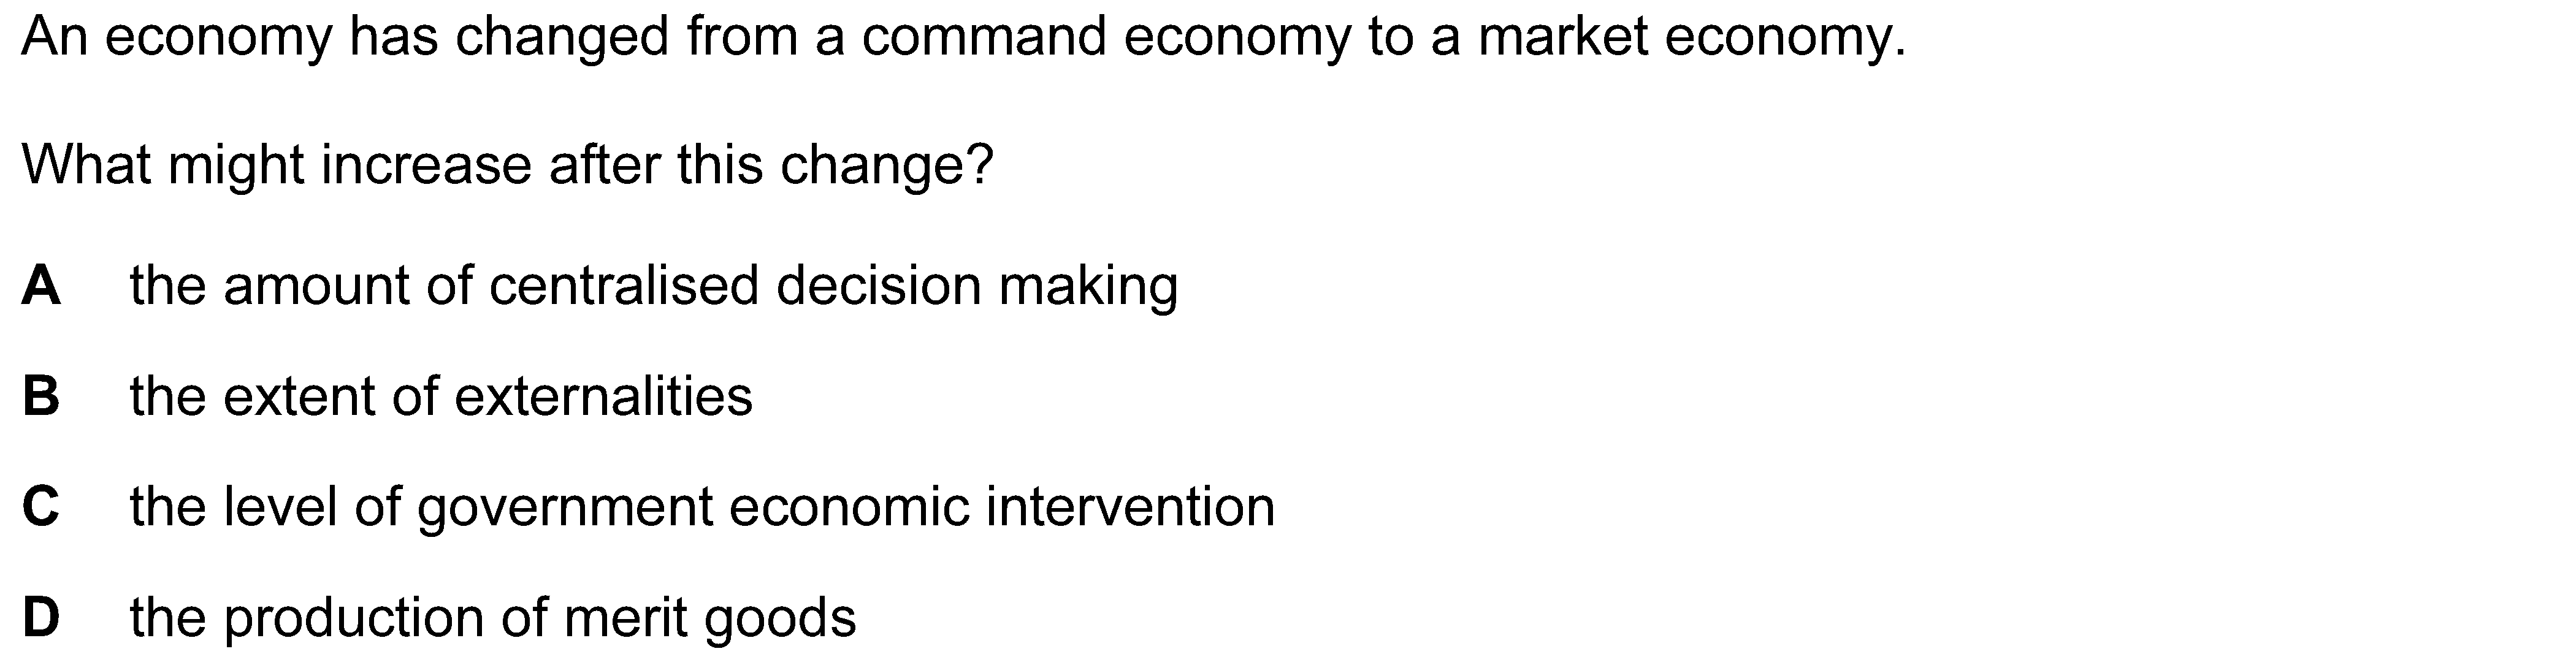 An economy has changed from a command economy to a market economy.
What might increase after this change?
A the amount of centralised decision making
B the extent of externalities
C the level of government economic intervention
D the production of merit goods